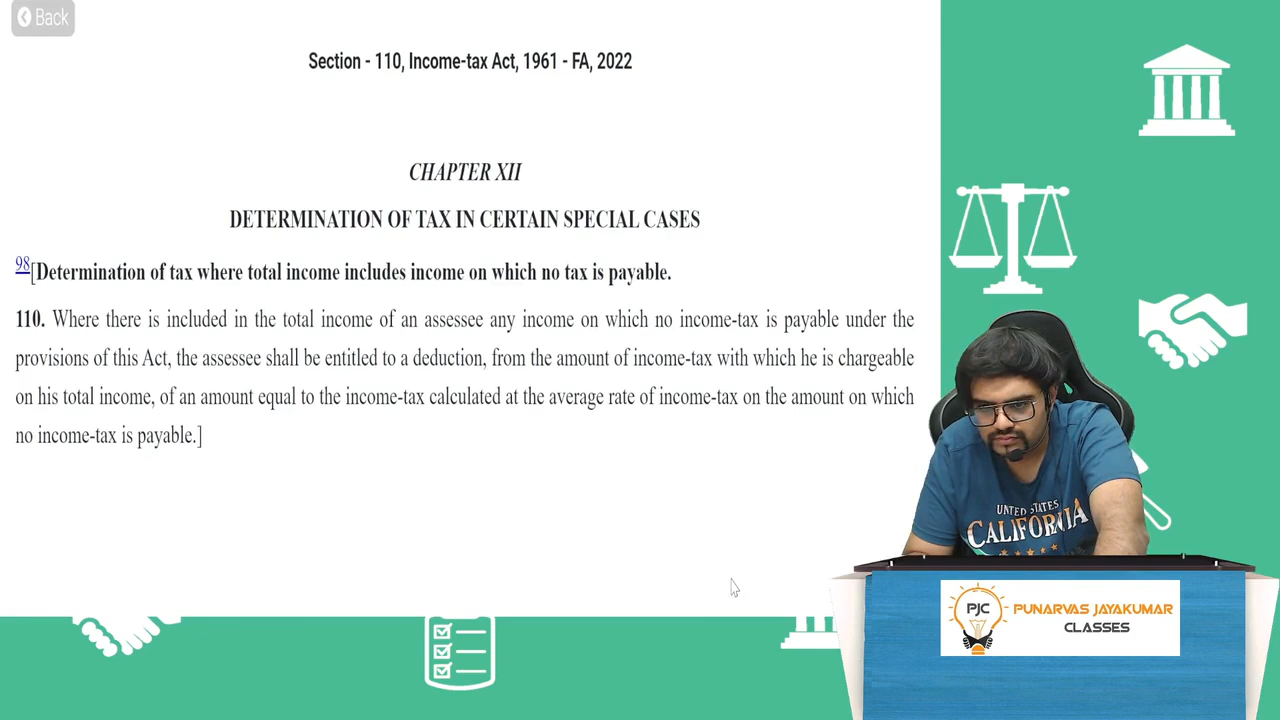 Back
Section - 110, Income-tax Act, 1961 - FA, 2022
CHAPTER XII
DETERMINATION OF TAX IN CERTAIN SPECIAL CASES
98[Determination of tax where total income includes income on which no tax is payable.
110. Where there is included in the total income of an assessee any income on which no income-tax is payable under the
provisions of this Act, the assessee shall be entitled to a deduction, from the amount of income-tax with which he is chargeable
on his total income, of an amount equal to the income-tax calculated at the average rate of income-tax on the amount on which
no income-tax is payable.]
UNITED STATES
CALIFORNIA
PJC
PUNARVAS JAYAKUMAR
CLASSES